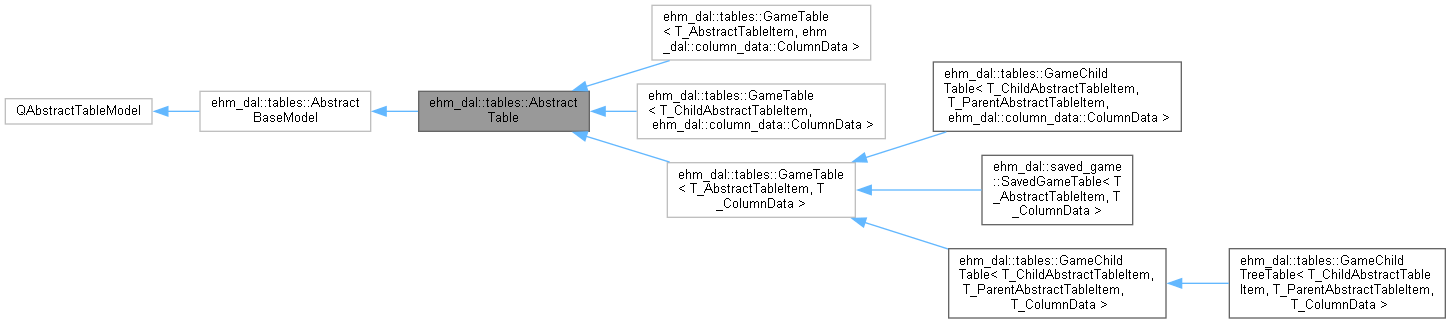 QAbstractTableModel
ehm_dal::tables::Abstract
BaseModel
ehm_dal::tables::Abstract
Table
ehm_dal::tables::GameTable
< T_AbstractTableItem, ehm
_dal::column_data::ColumnData >
ehm_dal::tables::GameTable
< T_ChildAbstractTableItem,
ehm_dal::column_data::ColumnData >
ehm_dal::tables::GameTable
< T_AbstractTableItem, T
_ColumnData >
ehm_dal::tables::GameChild
Table< T_ChildAbstractTableItem,
T_ParentAbstractTableItem,
ehm_dal::column_data::ColumnData >
ehm_dal::saved_game
::SavedGameTable< T
_AbstractTableItem, T
_ColumnData >
ehm_dal::tables::GameChild
Table< T_ChildAbstractTableItem,
T_ParentAbstractTableItem,
T_ColumnData >
ehm_dal::tables::GameChild
TreeTable< T_ChildAbstractTable
Item, T_ParentAbstractTableItem,
T_ColumnData >